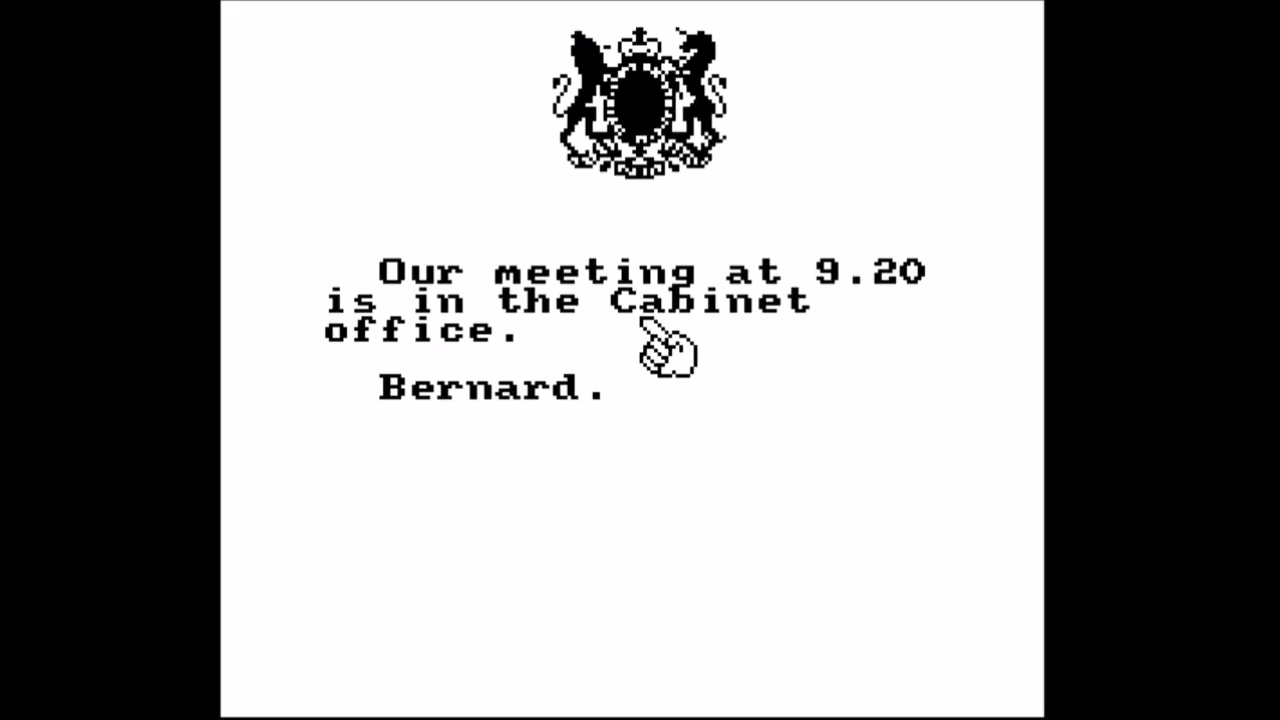 Our meeting at 9.20
is in the Cabinet
office.
Bernard.